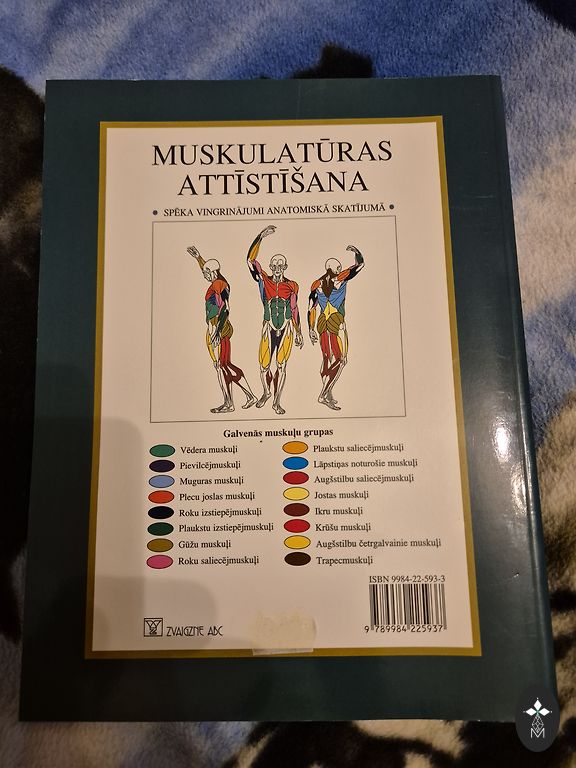 MUSKULATŪRAS
ATTĪSTĪŠANA
• SPĒKA VINGRINĀJUMI ANATOMISKĀ SKATĪJUMĀ •
Galvenās muskuļu grupas
Vēdera muskuļi
Pievilcējmuskuļi
Muguras muskuļi
Plecu joslas muskuļi
Roku izstiepējmuskuļi
Plaukstu izstiepējmuskuļi
Gūžu muskuļi
Roku saliecējmuskuļi
Plaukstu saliecējmuskuļi
Lāpstiņas noturošie muskuļi
Augšstilbu saliecējmuskuļi
Jostas muskuļi
Ikru muskuļi
Krūšu muskuļi
Augšstilbu četrgalvainie muskuļi
Trapecmuskuļi
ISBN 9984-22-593-3
9 789984 225937
ZVAIGZNE ABC
M